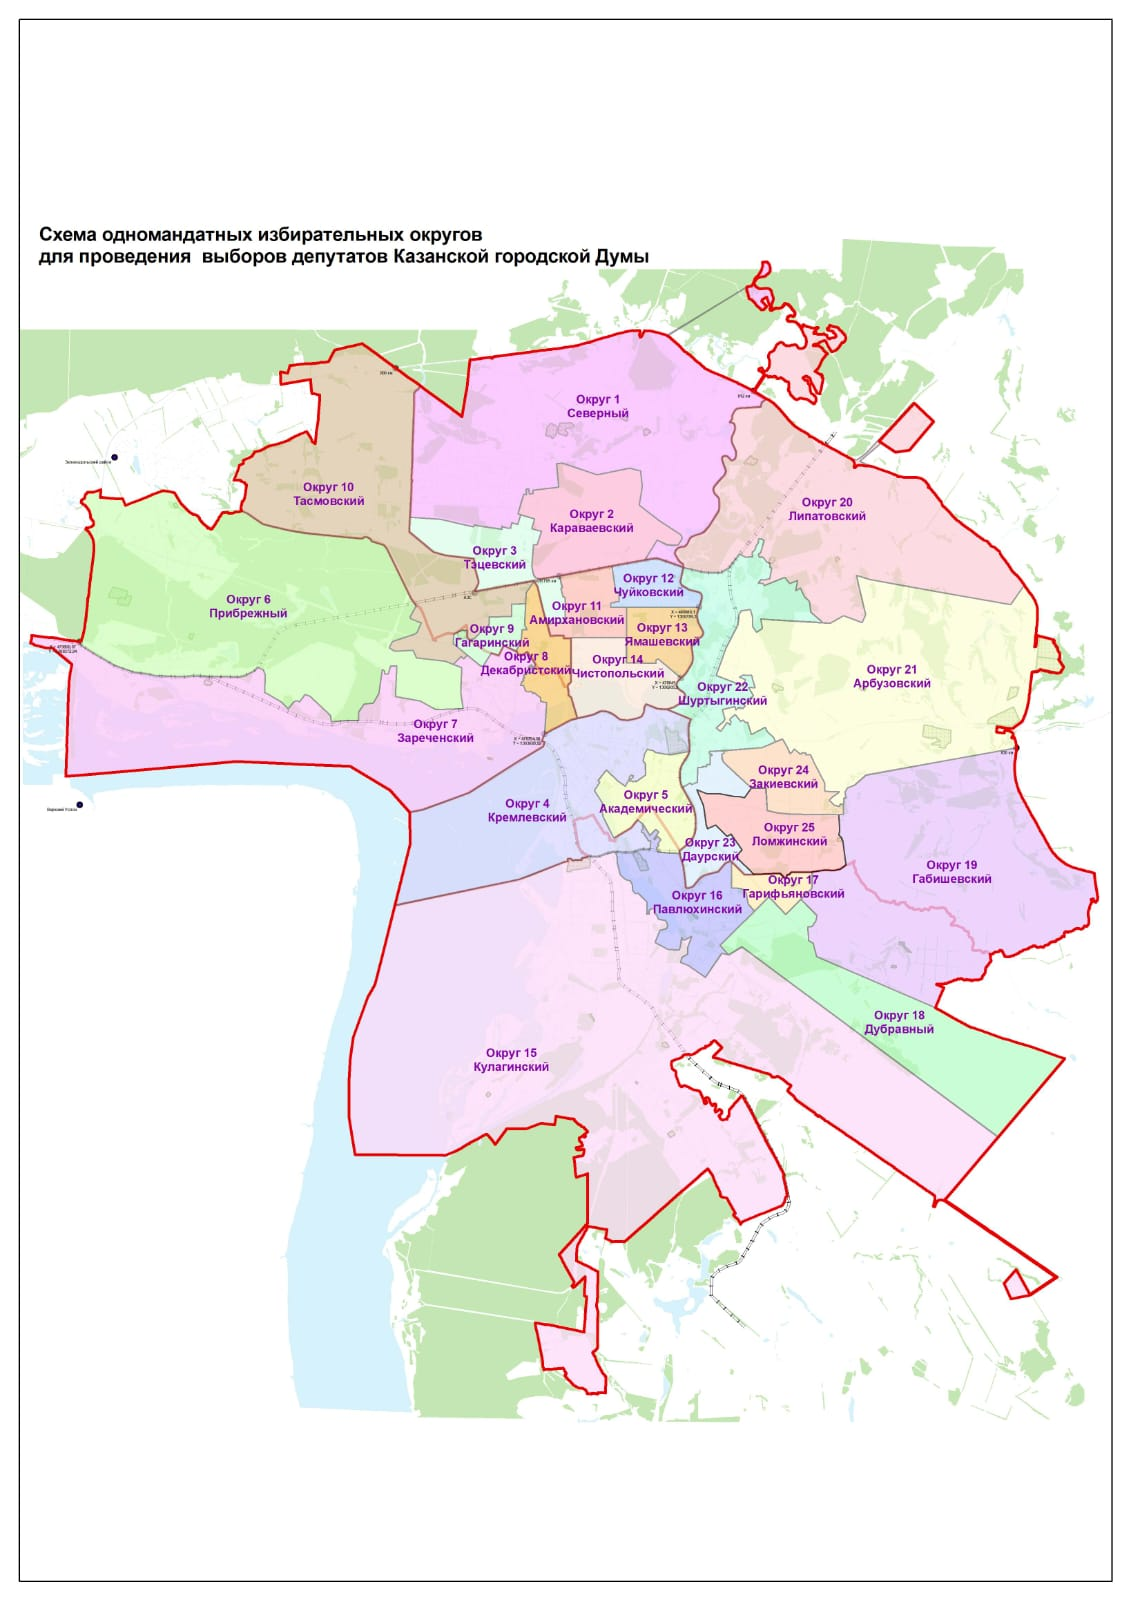 Схема одномандатных избирательных округов
для проведения выборов депутатов Казанской городской Думы
Округ 1
Северный
Округ 10
Тасмовский
Округ 2
Караваевский
Округ 20
Липатовский
Округ 3
Тэцевский
Округ 12
Чуйковский
Округ 6
Прибрежный
Округ 11
Амирхановский
Округ 9
Гагаринский
Округ 13
Ямашевский
Округ 8
Декабристский
Округ 14
Чистопольский
Округ 21
Арбузовский
Округ 22
Шуртыгинский
Округ 7
Зареченский
Округ 24
Закиевский
Округ 5
Академический
Округ 4
Кремлевский
Округ 25
Ломжинский
Округ 23
Даурский
Округ 19
Габишевский
Округ 17
Гарифьяновский
Округ 16
Павлюхинский
Округ 18
Дубравный
Округ 15
Кулагинский